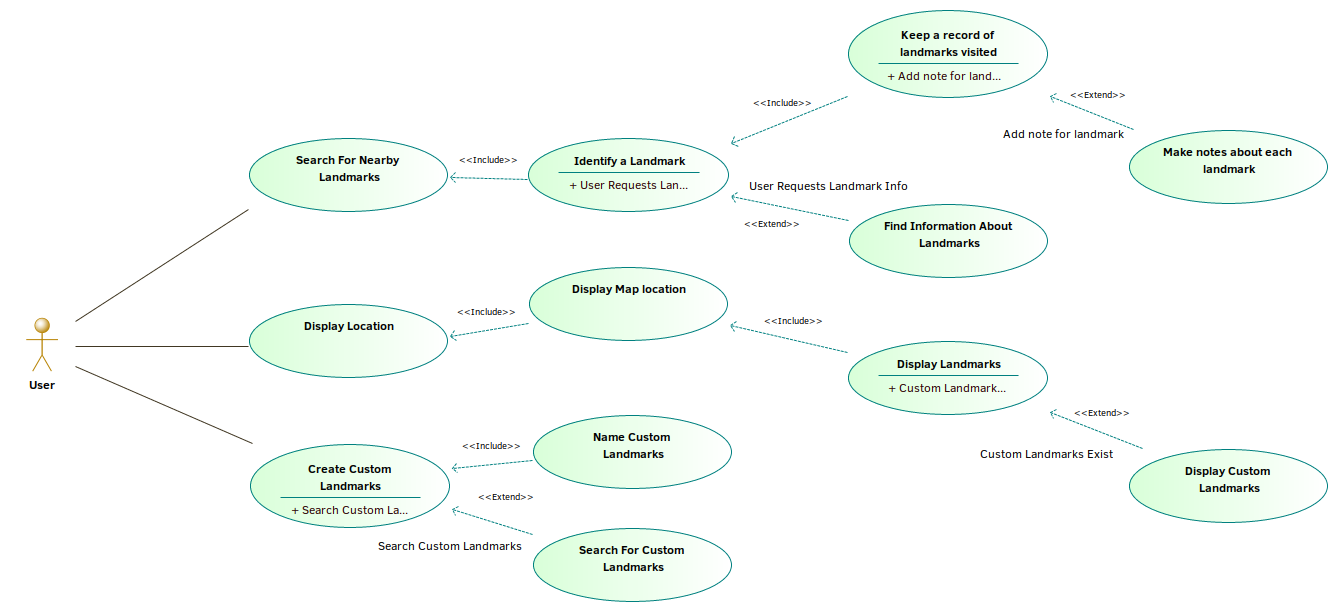 Keep a record of
landmarks visited
+ Add note for land...
<<Include>>
<<Extend>>
Add note for landmark
Make notes about each
landmark
Search For Nearby
Landmarks
<<Include>>
Identify a Landmark
+ User Requests Lan...
User Requests Landmark Info
<<Extend>>
Find Information About
Landmarks
Display Map location
Display Location
<<Include>>
<<Include>>
Display Landmarks
+ Custom Landmark...
User
<<Extend>>
Custom Landmarks Exist
Display Custom
Landmarks
Name Custom
Landmarks
<<Include>>
Create Custom
Landmarks
+ Search Custom La...
<<Extend>>
Search Custom Landmarks
Search For Custom
Landmarks